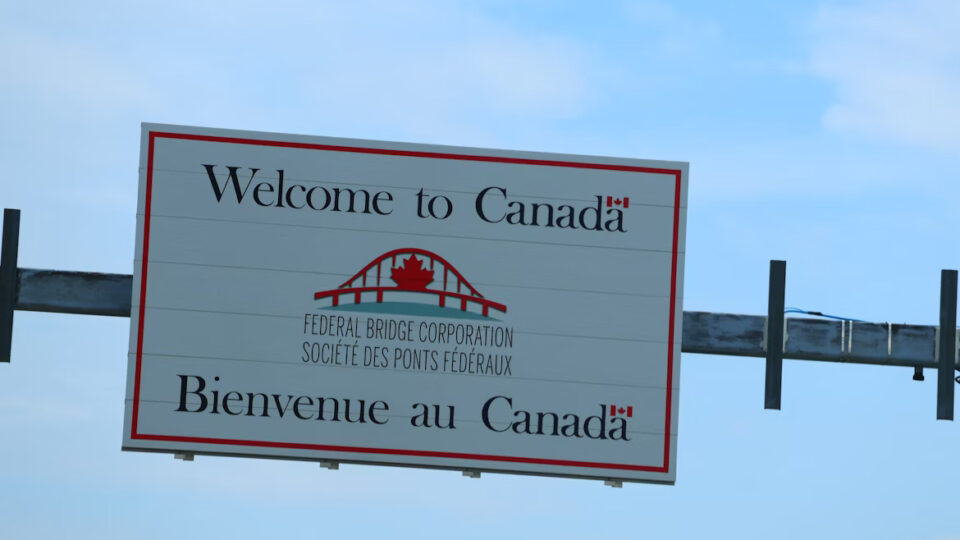 Welcome to Canada
FEDERAL BRIDGE CORPORATION
SOCIÉTÉ DES PONTS FÉDÉRAUX
Bienvenue au Canada